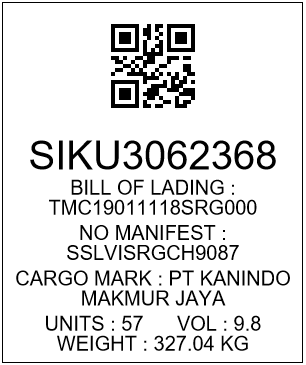 SIKU3062368
BILL OF LADING :
TMC19011118SRG000
NO MANIFEST :
SSLVISRGCH9087
CARGO MARK : PT KANINDO
MAKMUR JAYA
UNITS : 57 VOL : 9.8
WEIGHT : 327.04 KG